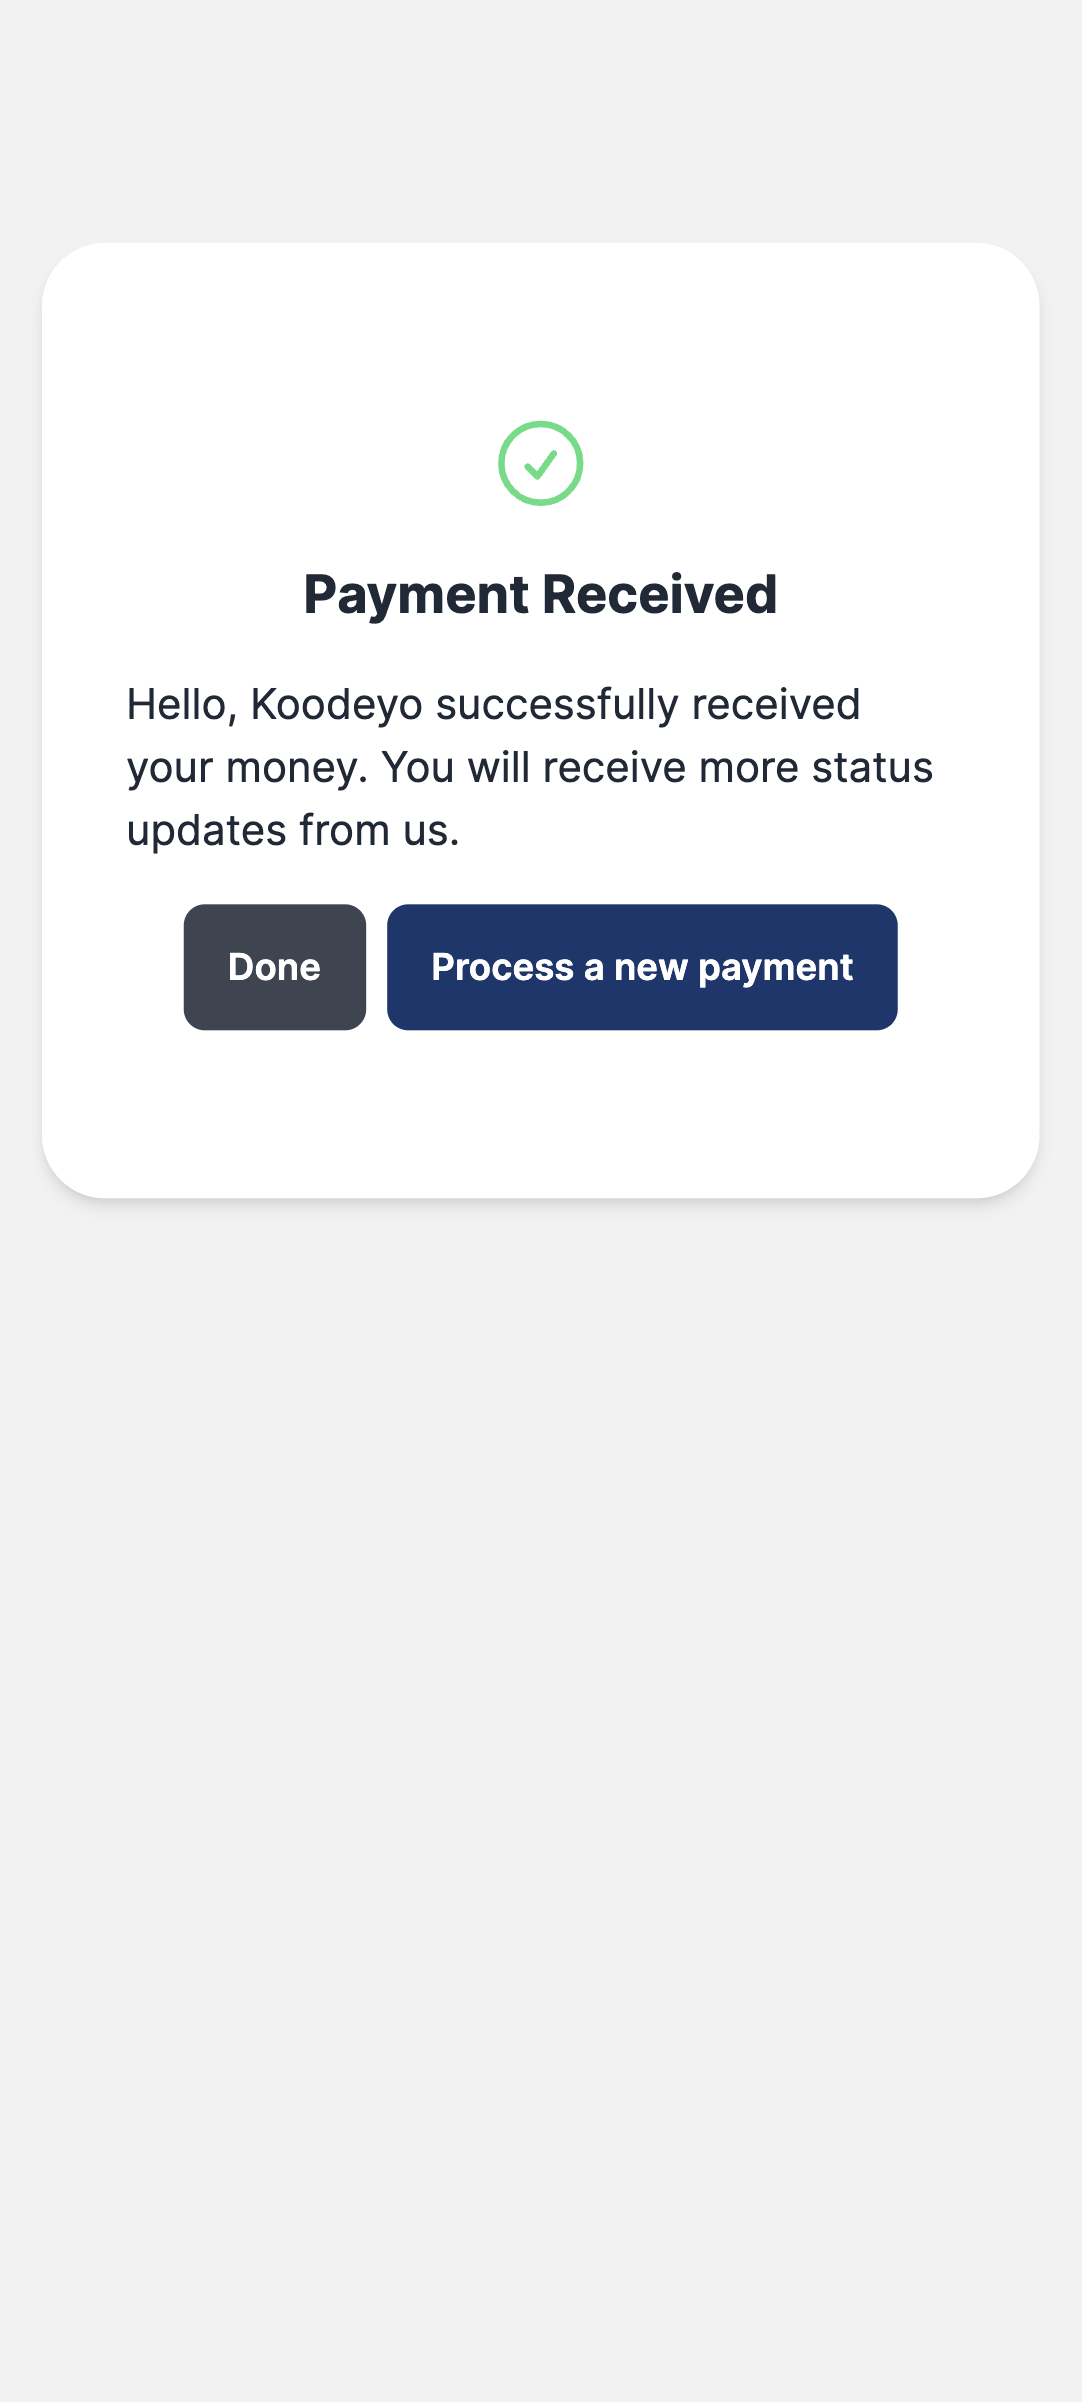 Payment Received
Hello, Koodeyo successfully received
your money. You will receive more status
updates from us.
Done
Process a new payment